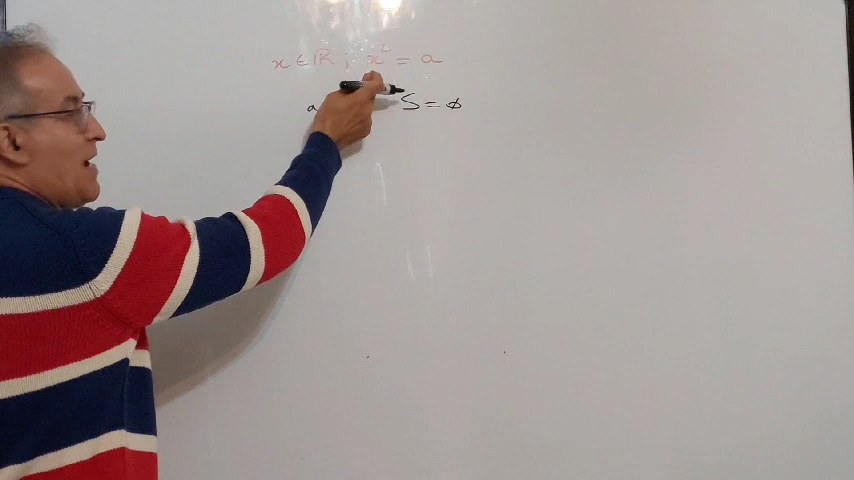 x ∈ ℝ ; x² = a
a S = ∅